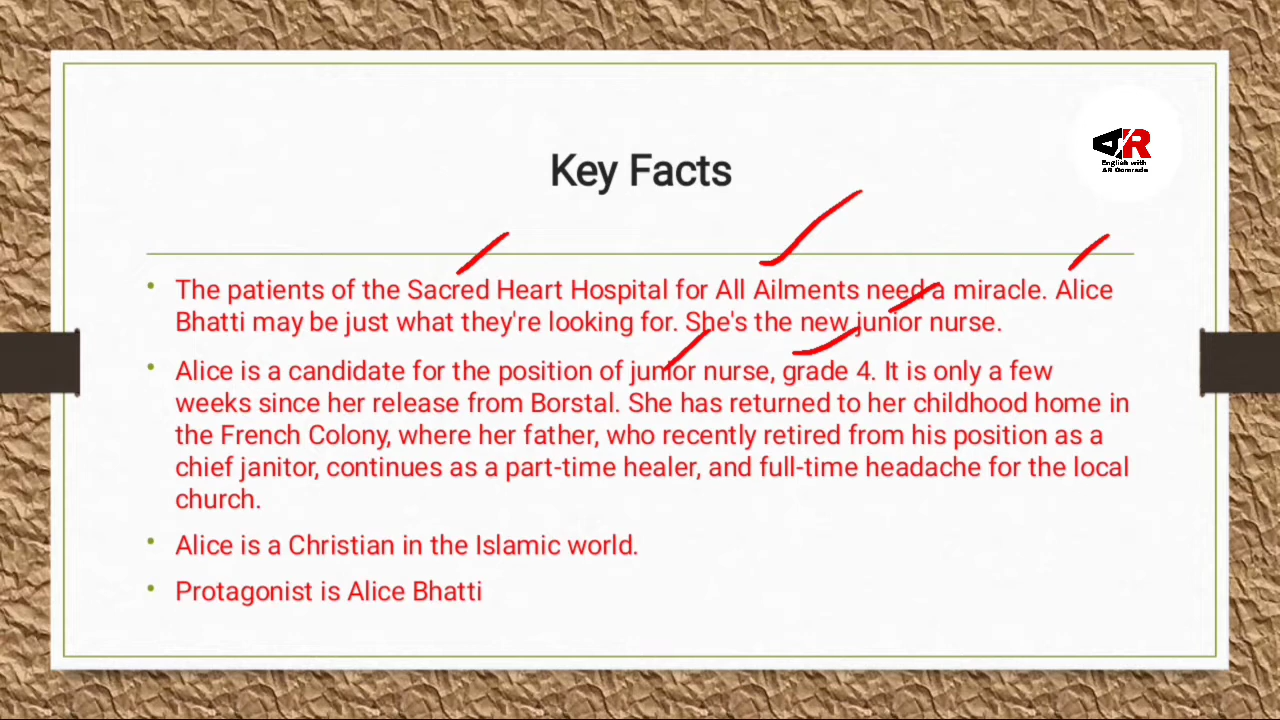 Key Facts
AR
English with
AR Comrade
The patients of the Sacred Heart Hospital for All Ailments need a miracle. Alice
Bhatti may be just what they're looking for. She's the new junior nurse.
Alice is a candidate for the position of junior nurse, grade 4. It is only a few
weeks since her release from Borstal. She has returned to her childhood home in
the French Colony, where her father, who recently retired from his position as a
chief janitor, continues as a part-time healer, and full-time headache for the local
church.
Alice is a Christian in the Islamic world.
Protagonist is Alice Bhatti